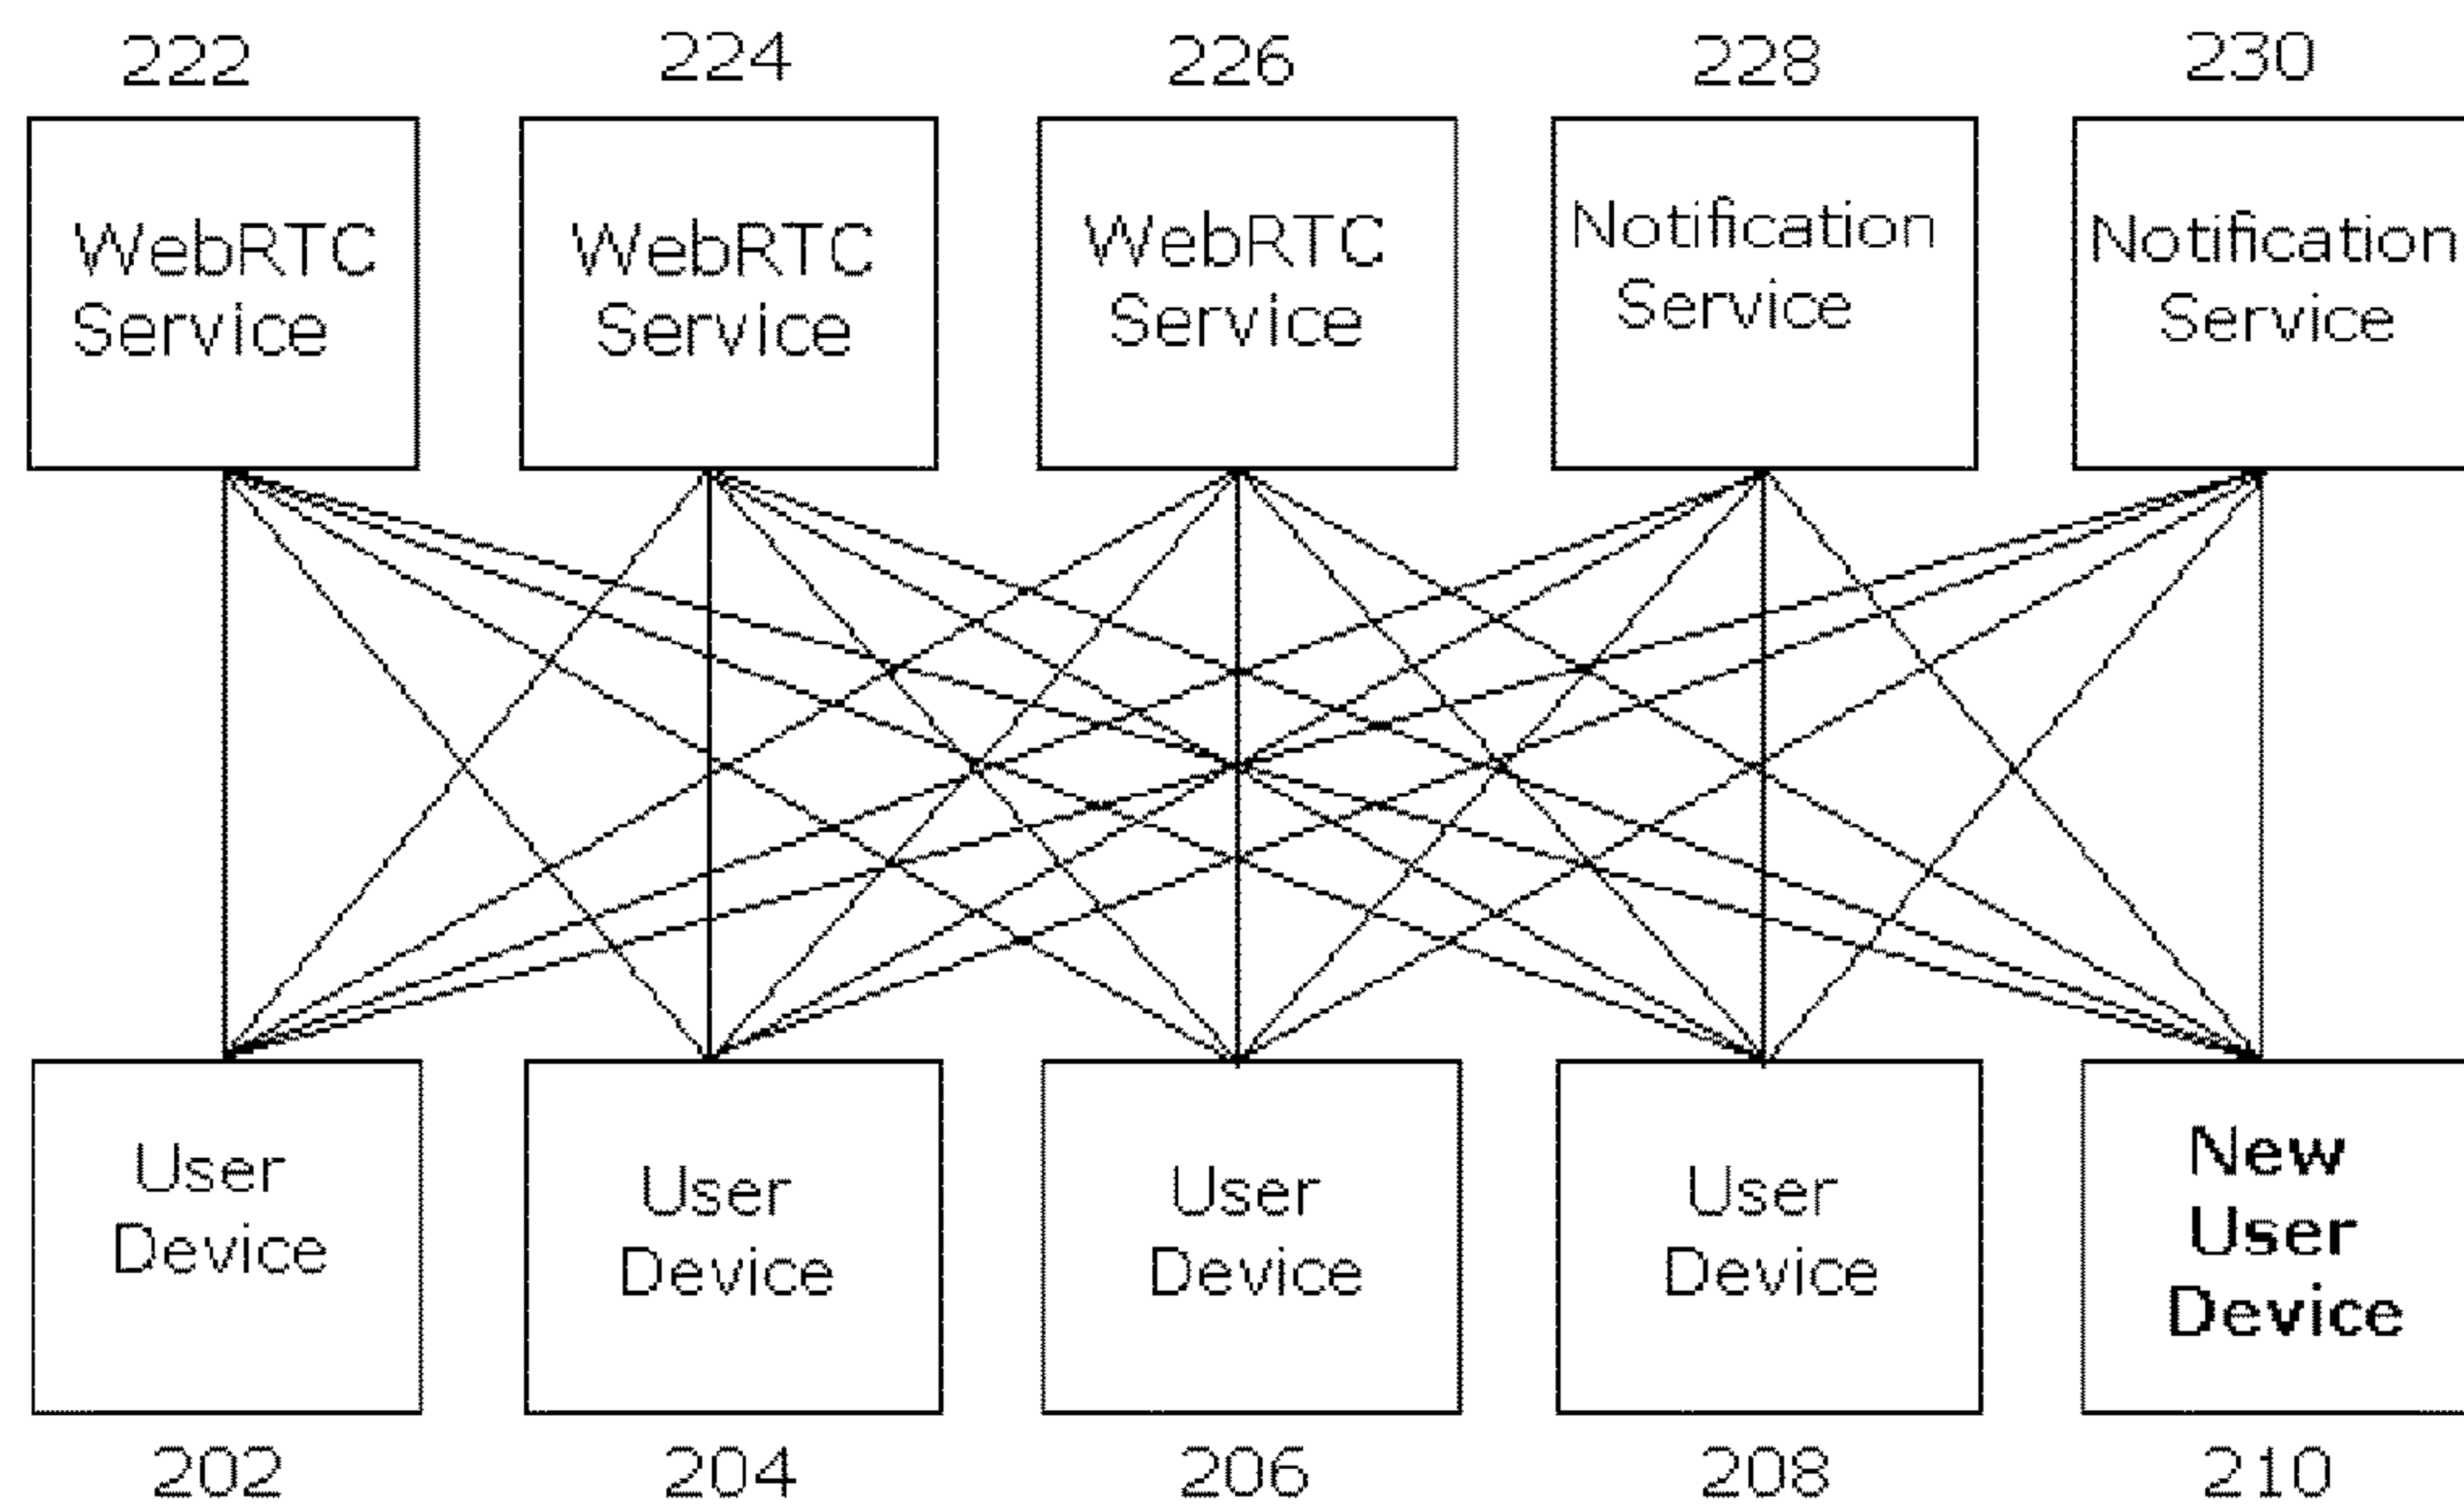 222 224 226 228 230
WebRTC WebRTC WebRTC Notification Notification
Service Service Service Service Service
User User User User New
Device Device Device Device User
Device
202 204 206 208 210